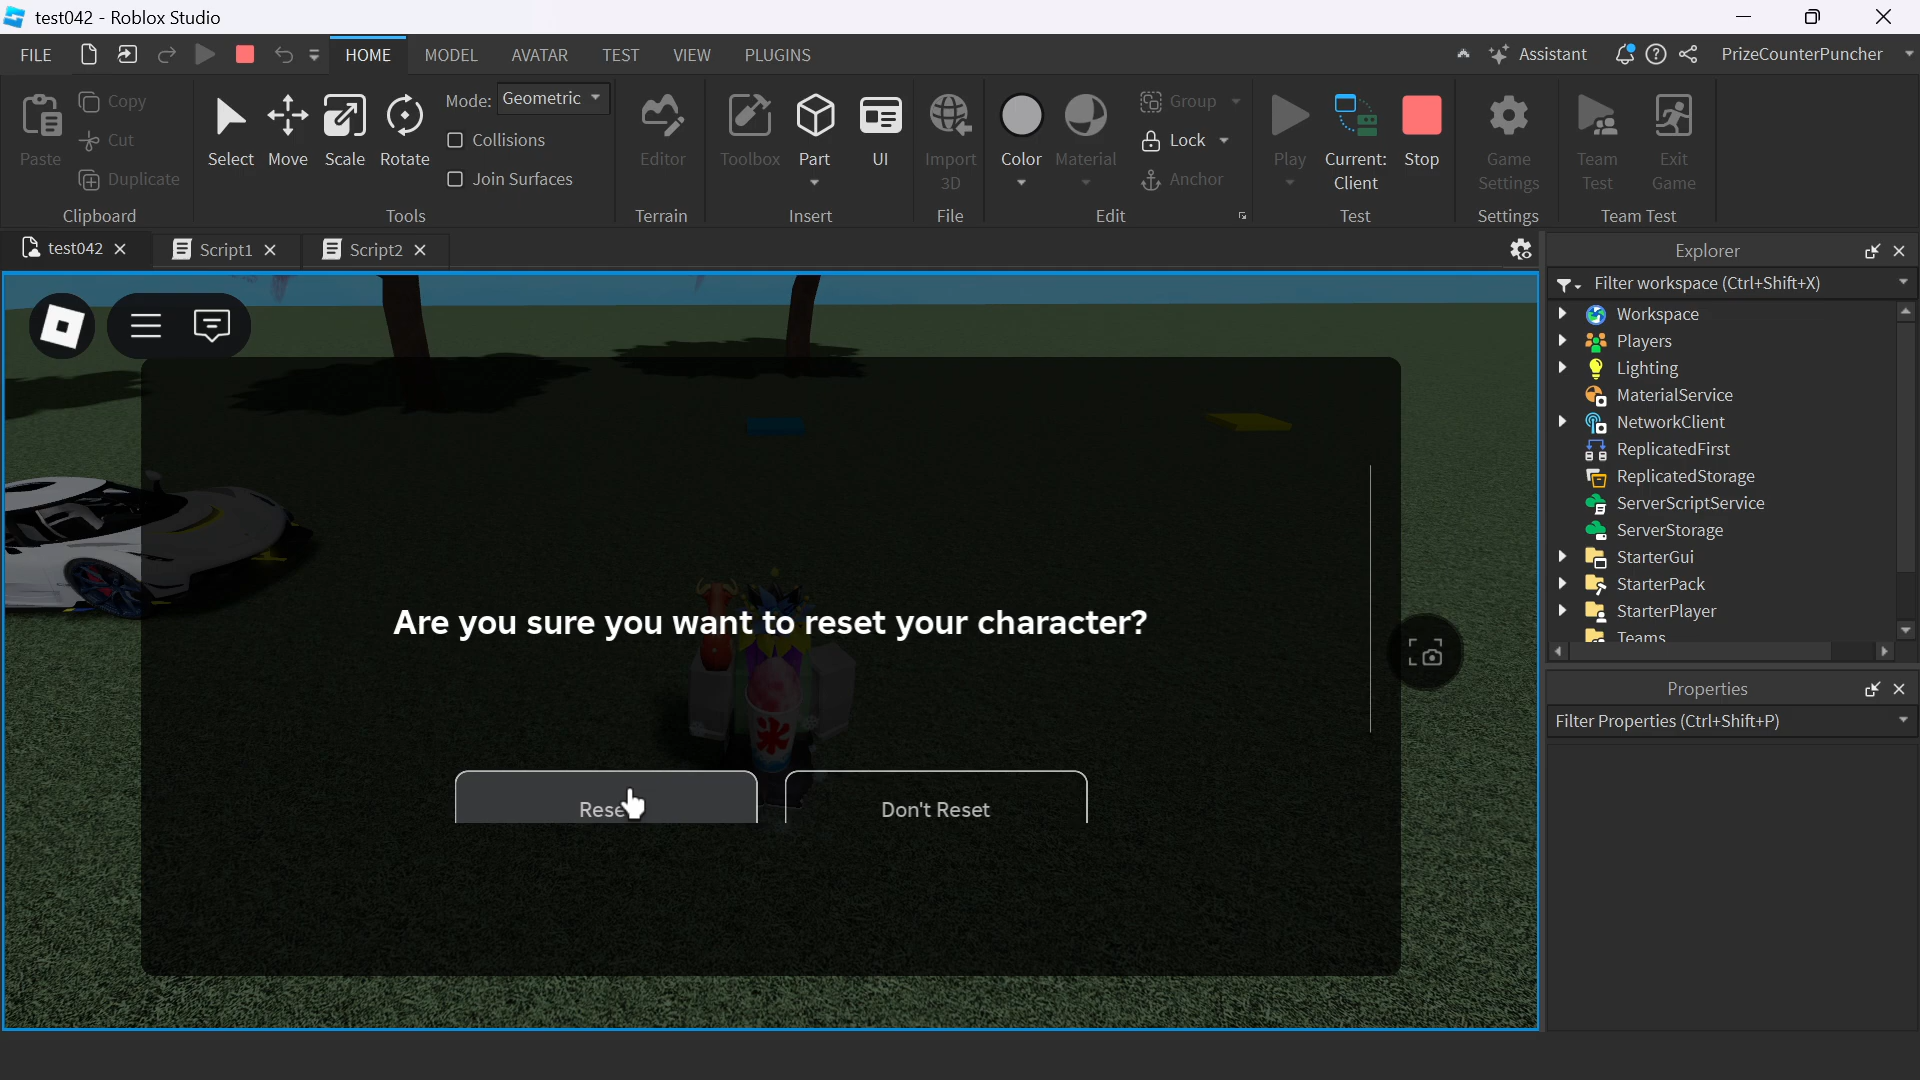 test042 - Roblox Studio
FILE HOME MODEL AVATAR TEST VIEW PLUGINS Assistant PrizeCounterPuncher
Paste Copy Cut Duplicate
Clipboard
Select Move Scale Rotate
Mode: Geometric
Collisions
Join Surfaces
Tools
Editor
Terrain
Toolbox Part UI
Insert
Import 3D
File
Color Material
Group
Lock
Anchor
Edit
Play Current: Client Stop
Test
Game Settings
Settings
Team Test Exit Game
Team Test
test042 Script1 Script2
Are you sure you want to reset your character?
Don't Reset
Explorer
Filter workspace (Ctrl+Shift+X)
Workspace
Players
Lighting
MaterialService
NetworkClient
ReplicatedFirst
ReplicatedStorage
ServerScriptService
ServerStorage
StarterGui
StarterPack
StarterPlayer
Teams
Properties
Filter Properties (Ctrl+Shift+P)